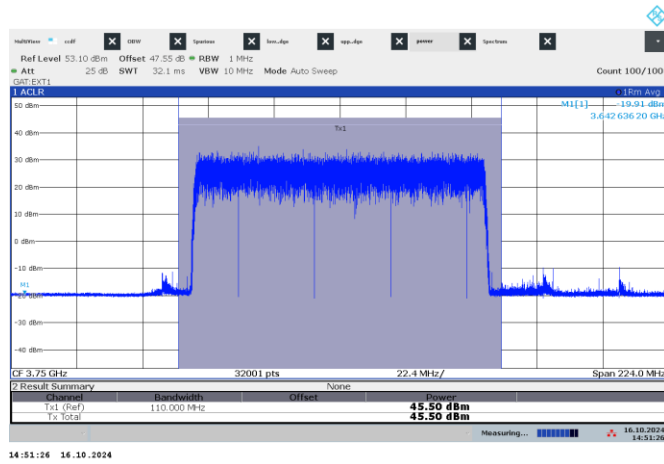 MultiView ccdf OBW Spurious low..dge upp..dge power Spectrum
Ref Level 53.10 dBm Offset 47.55 dB RBW 1 MHz
Att 25 dB SWT 32.1 ms VBW 10 MHz Mode Auto Sweep Count 100/100
GAT:EXT1
1 ACLR 1Rm Avg
M1[1] -19.91 dBm
3.642 636 20 GHz
50 dBm
Tx1
40 dBm
30 dBm
20 dBm
10 dBm
0 dBm
-10 dBm
M1
-20 dBm
-30 dBm
-40 dBm
CF 3.75 GHz 32001 pts 22.4 MHz/ Span 224.0 MHz
2 Result Summary None
Channel Bandwidth Offset Power
Tx1 (Ref) 110.000 MHz 45.50 dBm
Tx Total 45.50 dBm
Measuring... 16.10.2024
14:51:26
14:51:26 16.10.2024